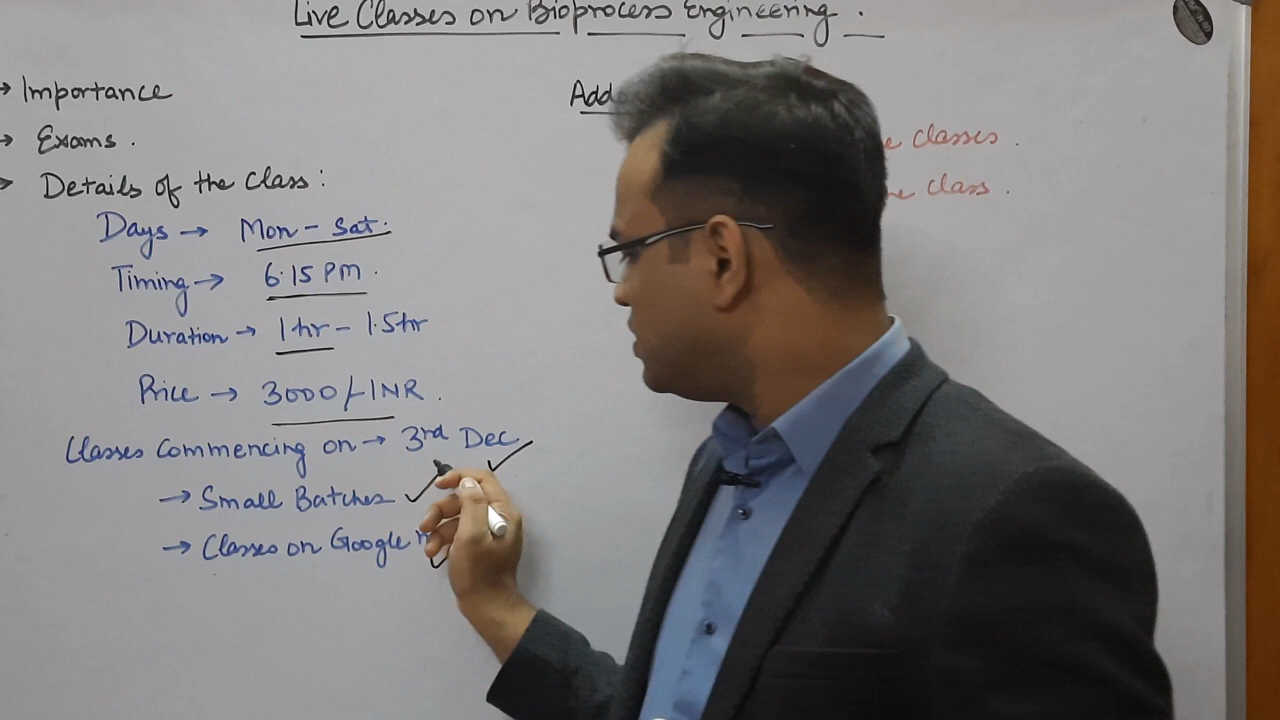 Live Classes on Bioprocess Engineering.
→ Importance
→ Exams.
→ Details of the Class:
Days → Mon - Sat.
Timing → 6.15 PM.
Duration → 1 hr - 1.5 hr
Price → 3000/- INR.
Classes Commencing on → 3rd Dec
→ Small Batches
→ Classes on Google
Add
classes.
class.